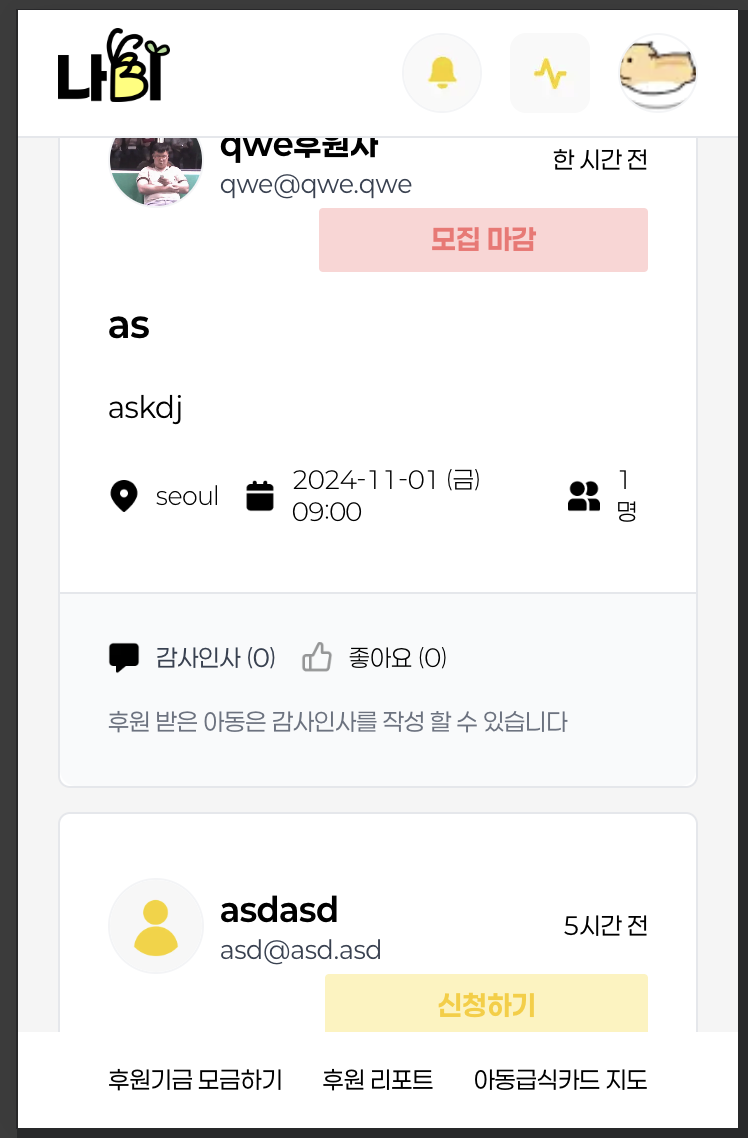 나비
qwe후원자
한 시간 전
qwe@qwe.qwe
모집 마감
as
askdj
seoul
2024-11-01 (금)
09:00
1
명
감사인사 (0)
좋아요 (0)
후원 받은 아동은 감사인사를 작성 할 수 있습니다
asdasd
5시간 전
asd@asd.asd
신청하기
후원기금 모금하기
후원 리포트
아동급식카드 지도